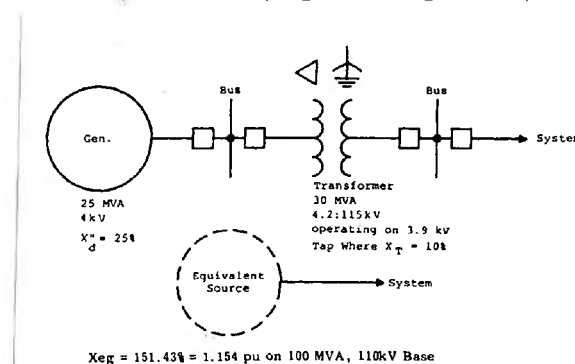 Bus
Bus
Gen.
System
25 MVA
4kV
X"d = 25%
Transformer
30 MVA
4.2:115kV
operating on 3.9 kv
Tap Where XT = 10%
Equivalent
Source
System
Xeg = 151.43% = 1.154 pu on 100 MVA, 110kV Base